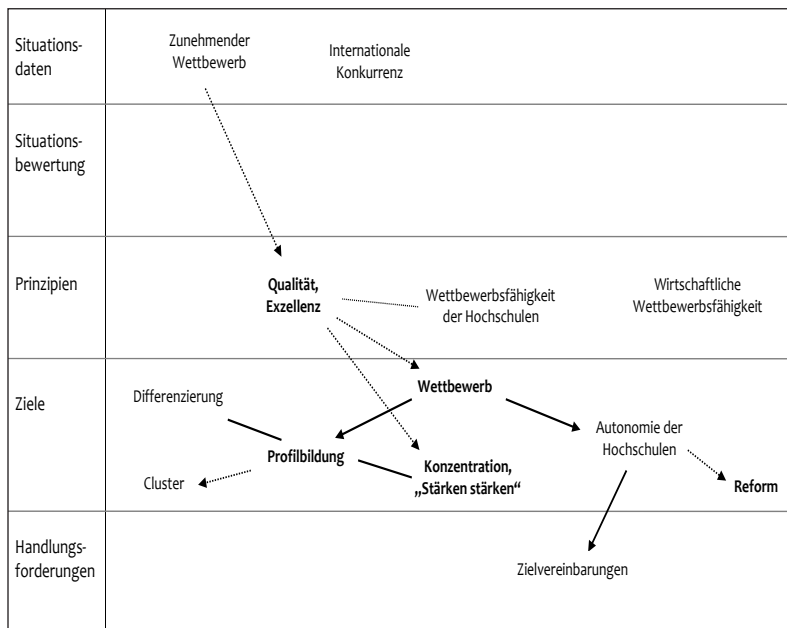 Situations-
daten
Zunehmender
Wettbewerb
Internationale
Konkurrenz
Situations-
bewertung
Prinzipien
Qualität,
Exzellenz
Wettbewerbsfähigkeit
der Hochschulen
Wirtschaftliche
Wettbewerbsfähigkeit
Ziele
Differenzierung
Wettbewerb
Autonomie der
Hochschulen
Profilbildung
Cluster
Konzentration,
„Stärken stärken“
Reform
Handlungs-
forderungen
Zielvereinbarungen